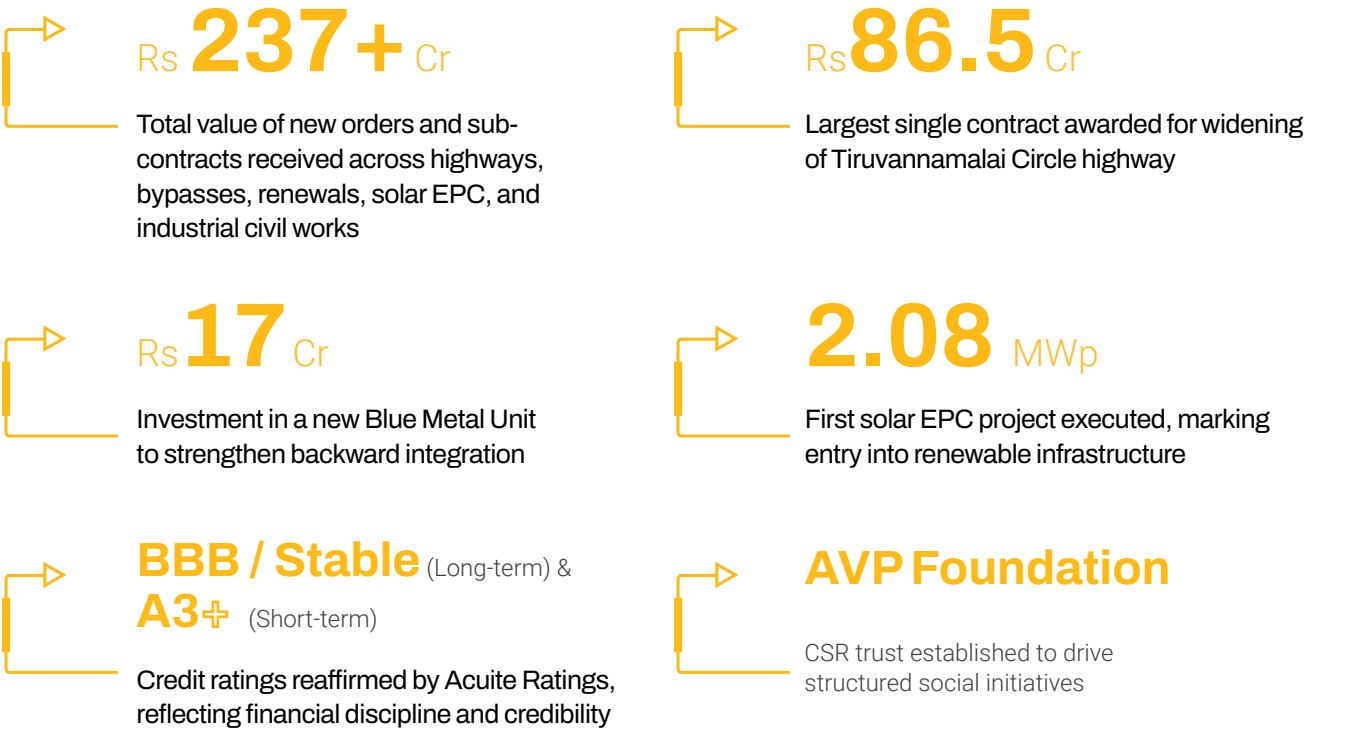 Rs 237+ Cr
Total value of new orders and sub-
contracts received across highways,
bypasses, renewals, solar EPC, and
industrial civil works
Rs 86.5 Cr
Largest single contract awarded for widening
of Tiruvannamalai Circle highway
Rs 17 Cr
Investment in a new Blue Metal Unit
to strengthen backward integration
2.08 MWp
First solar EPC project executed, marking
entry into renewable infrastructure
BBB / Stable (Long-term) &
A3+ (Short-term)
Credit ratings reaffirmed by Acuite Ratings,
reflecting financial discipline and credibility
AVP Foundation
CSR trust established to drive
structured social initiatives